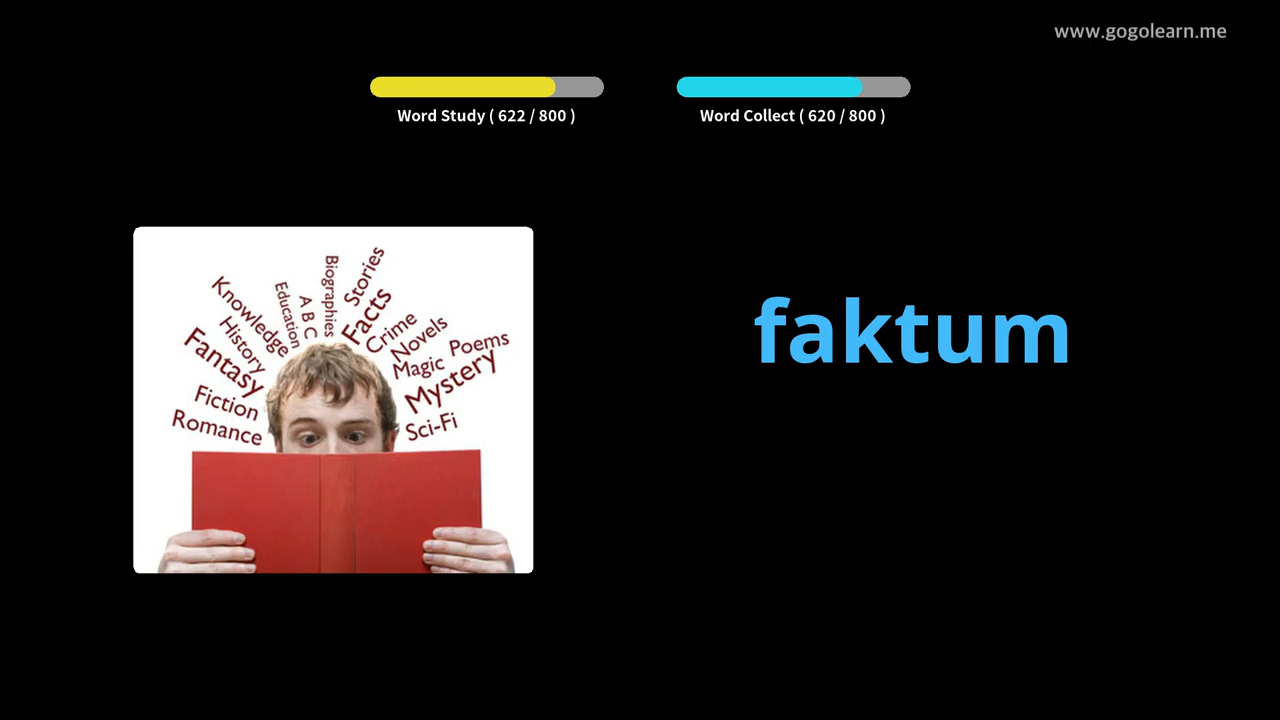 www.gogolearn.me
Word Study ( 622 / 800 )
Word Collect ( 620 / 800 )
faktum
Biographies
Stories
Education
A B C
Facts
Knowledge
Crime
History
Novels
Fantasy
Magic
Poems
Mystery
Fiction
Romance
Sci-Fi